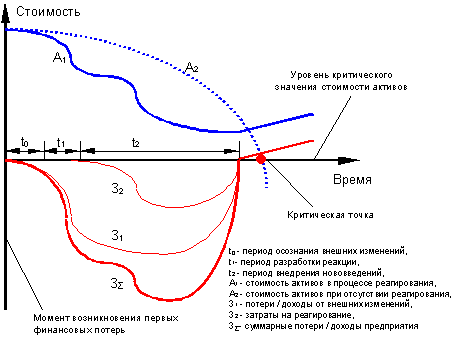 Стоимость
A₁
A₂
Уровень критического
значения стоимости активов
t₀
t₁
t₂
Время
З₂
Критическая точка
З₁
З_Σ
t₀- период осознания внешних изменений,
t₁- период разработки реакции,
t₂- период внедрения нововведений,
A₁- стоимость активов в процессе реагирования,
A₂- стоимость активов при отсутствии реагирования,
З₁- потери / доходы от внешних изменений,
З₂- затраты на реагирование,
З_Σ- суммарные потери / доходы предприятия
Момент возникновения первых
финансовых потерь